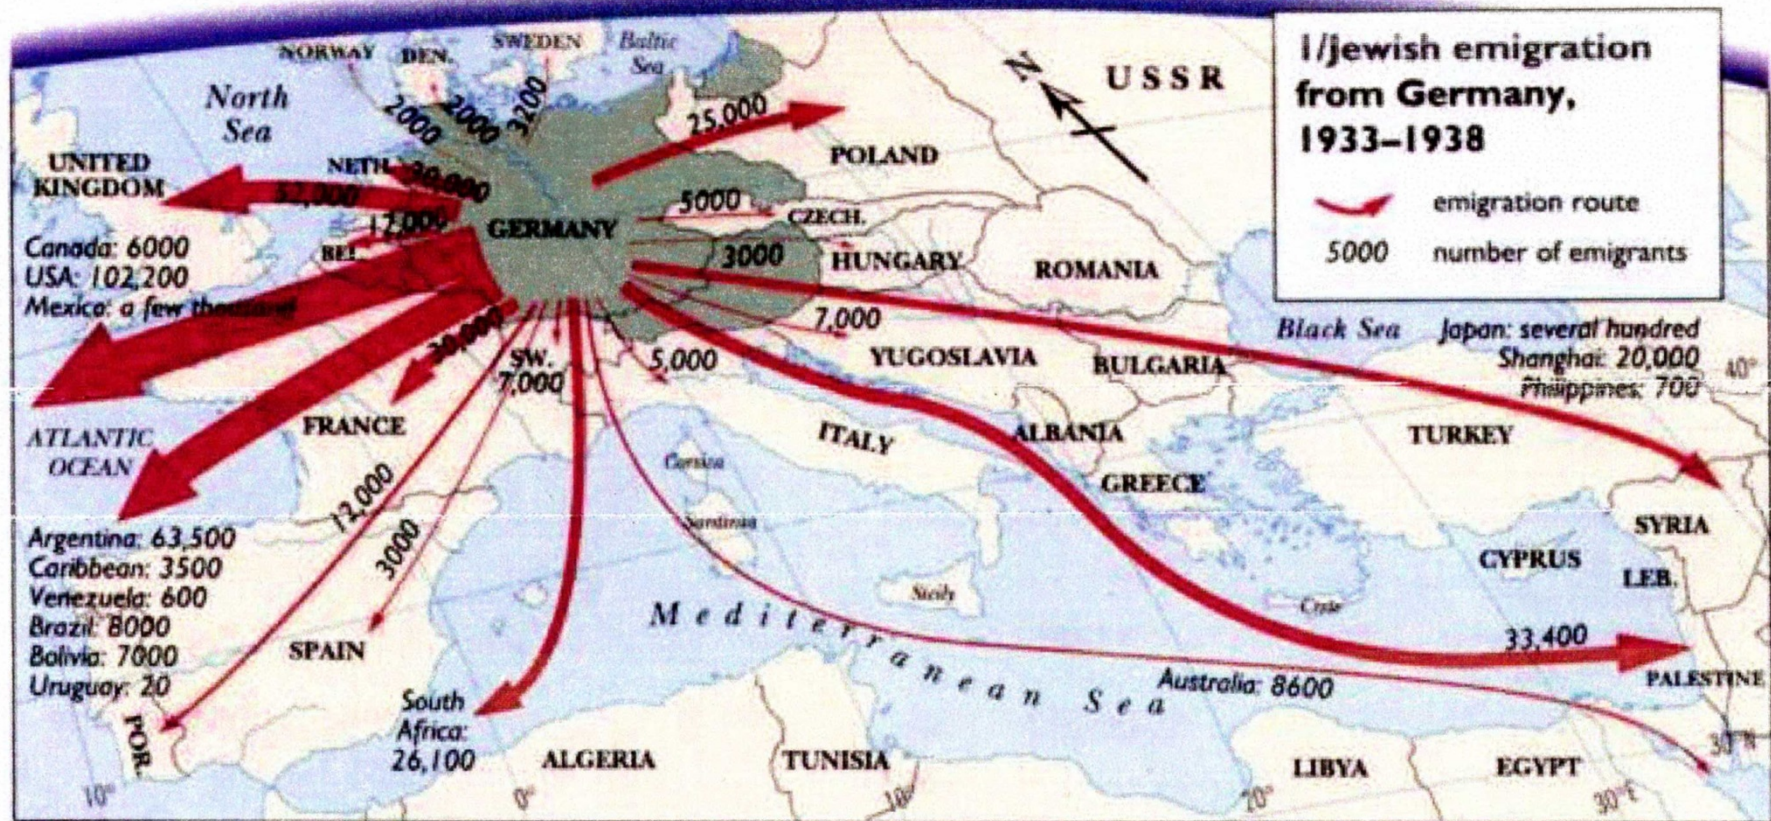 1/Jewish emigration
from Germany,
1933–1938
emigration route
5000 number of emigrants
N
NORWAY
DEN.
SWEDEN
Baltic
Sea
USSR
North
Sea
2000
2000
3200
25,000
UNITED
KINGDOM
NETH.
30,000
52,000
POLAND
12,000
BEL.
GERMANY
5000
CZECH.
3000
HUNGARY
ROMANIA
Canada: 6000
USA: 102,200
Mexico: a few thousand
30,000
SW.
7,000
5,000
7,000
YUGOSLAVIA
BULGARIA
Black Sea
Japan: several hundred
Shanghai: 20,000
Philippines: 700
40°
ATLANTIC
OCEAN
FRANCE
ITALY
ALBANIA
TURKEY
Corsica
GREECE
Sardinia
SYRIA
CYPRUS
LEB.
Argentina: 63,500
Caribbean: 3500
Venezuela: 600
Brazil: 8000
Bolivia: 7000
Uruguay: 20
3000
Sicily
Crete
SPAIN
Mediterranean Sea
33,400
PALESTINE
Australia: 8600
POR.
South
Africa:
26,100
ALGERIA
TUNISIA
LIBYA
EGYPT
30°N
10°
0°
10°
20°
30°E